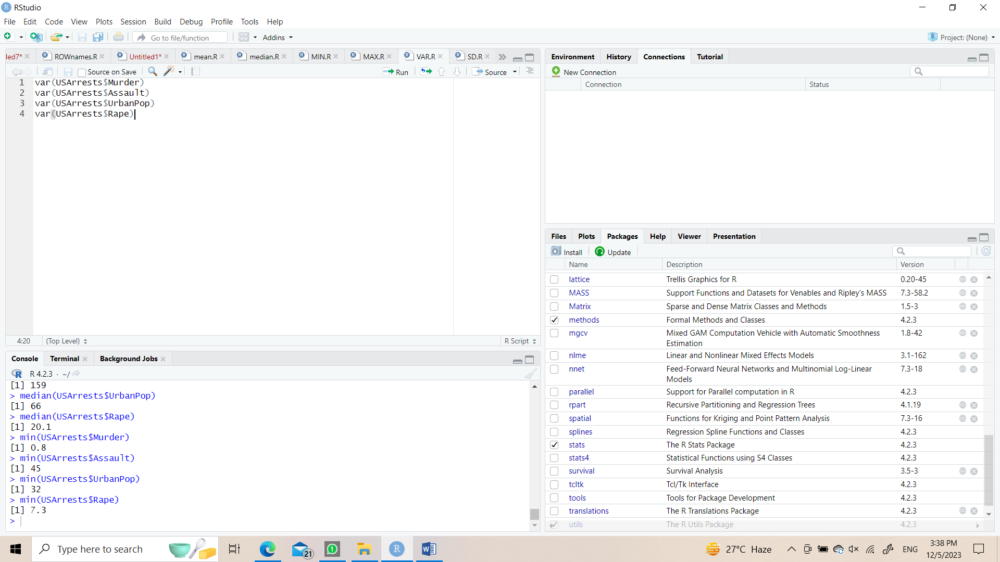 RStudio
File Edit Code View Plots Session Build Debug Profile Tools Help
Go to file/function Addins Project: (None)
led7* ROWnames.R Untitled1* mean.R median.R MIN.R MAX.R VAR.R SD.R
Source on Save Run Source
1 var(USArrests$Murder)
2 var(USArrests$Assault)
3 var(USArrests$UrbanPop)
4 var(USArrests$Rape)
4:20 (Top Level) R Script
Console Terminal Background Jobs
R 4.2.3 · ~/
[1] 159
> median(USArrests$UrbanPop)
[1] 66
> median(USArrests$Rape)
[1] 20.1
> min(USArrests$Murder)
[1] 0.8
> min(USArrests$Assault)
[1] 45
> min(USArrests$UrbanPop)
[1] 32
> min(USArrests$Rape)
[1] 7.3
>
Environment History Connections Tutorial
New Connection
Connection Status
Files Plots Packages Help Viewer Presentation
Install Update
Name Description Version
lattice Trellis Graphics for R 0.20-45
MASS Support Functions and Datasets for Venables and Ripley's MASS 7.3-58.2
Matrix Sparse and Dense Matrix Classes and Methods 1.5-3
methods Formal Methods and Classes 4.2.3
mgcv Mixed GAM Computation Vehicle with Automatic Smoothness 1.8-42
Estimation
nlme Linear and Nonlinear Mixed Effects Models 3.1-162
nnet Feed-Forward Neural Networks and Multinomial Log-Linear 7.3-18
Models
parallel Support for Parallel computation in R 4.2.3
rpart Recursive Partitioning and Regression Trees 4.1.19
spatial Functions for Kriging and Point Pattern Analysis 7.3-16
splines Regression Spline Functions and Classes 4.2.3
stats The R Stats Package 4.2.3
stats4 Statistical Functions using S4 Classes 4.2.3
survival Survival Analysis 3.5-3
tcltk Tcl/Tk Interface 4.2.3
tools Tools for Package Development 4.2.3
translations The R Translations Package 4.2.3
utils The R Utils Package 4.2.3
Type here to search 21 1 27°C Haze ENG 3:38 PM
12/5/2023